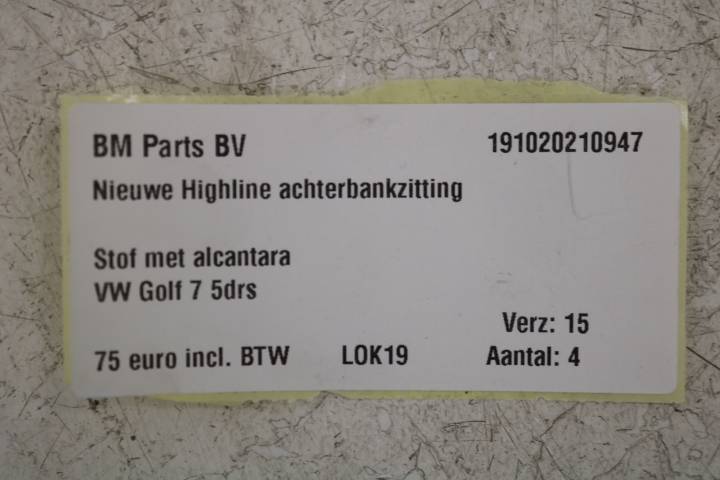 BM Parts BV 191020210947
Nieuwe Highline achterbankzitting
Stof met alcantara
VW Golf 7 5drs
Verz: 15
75 euro incl. BTW LOK19 Aantal: 4